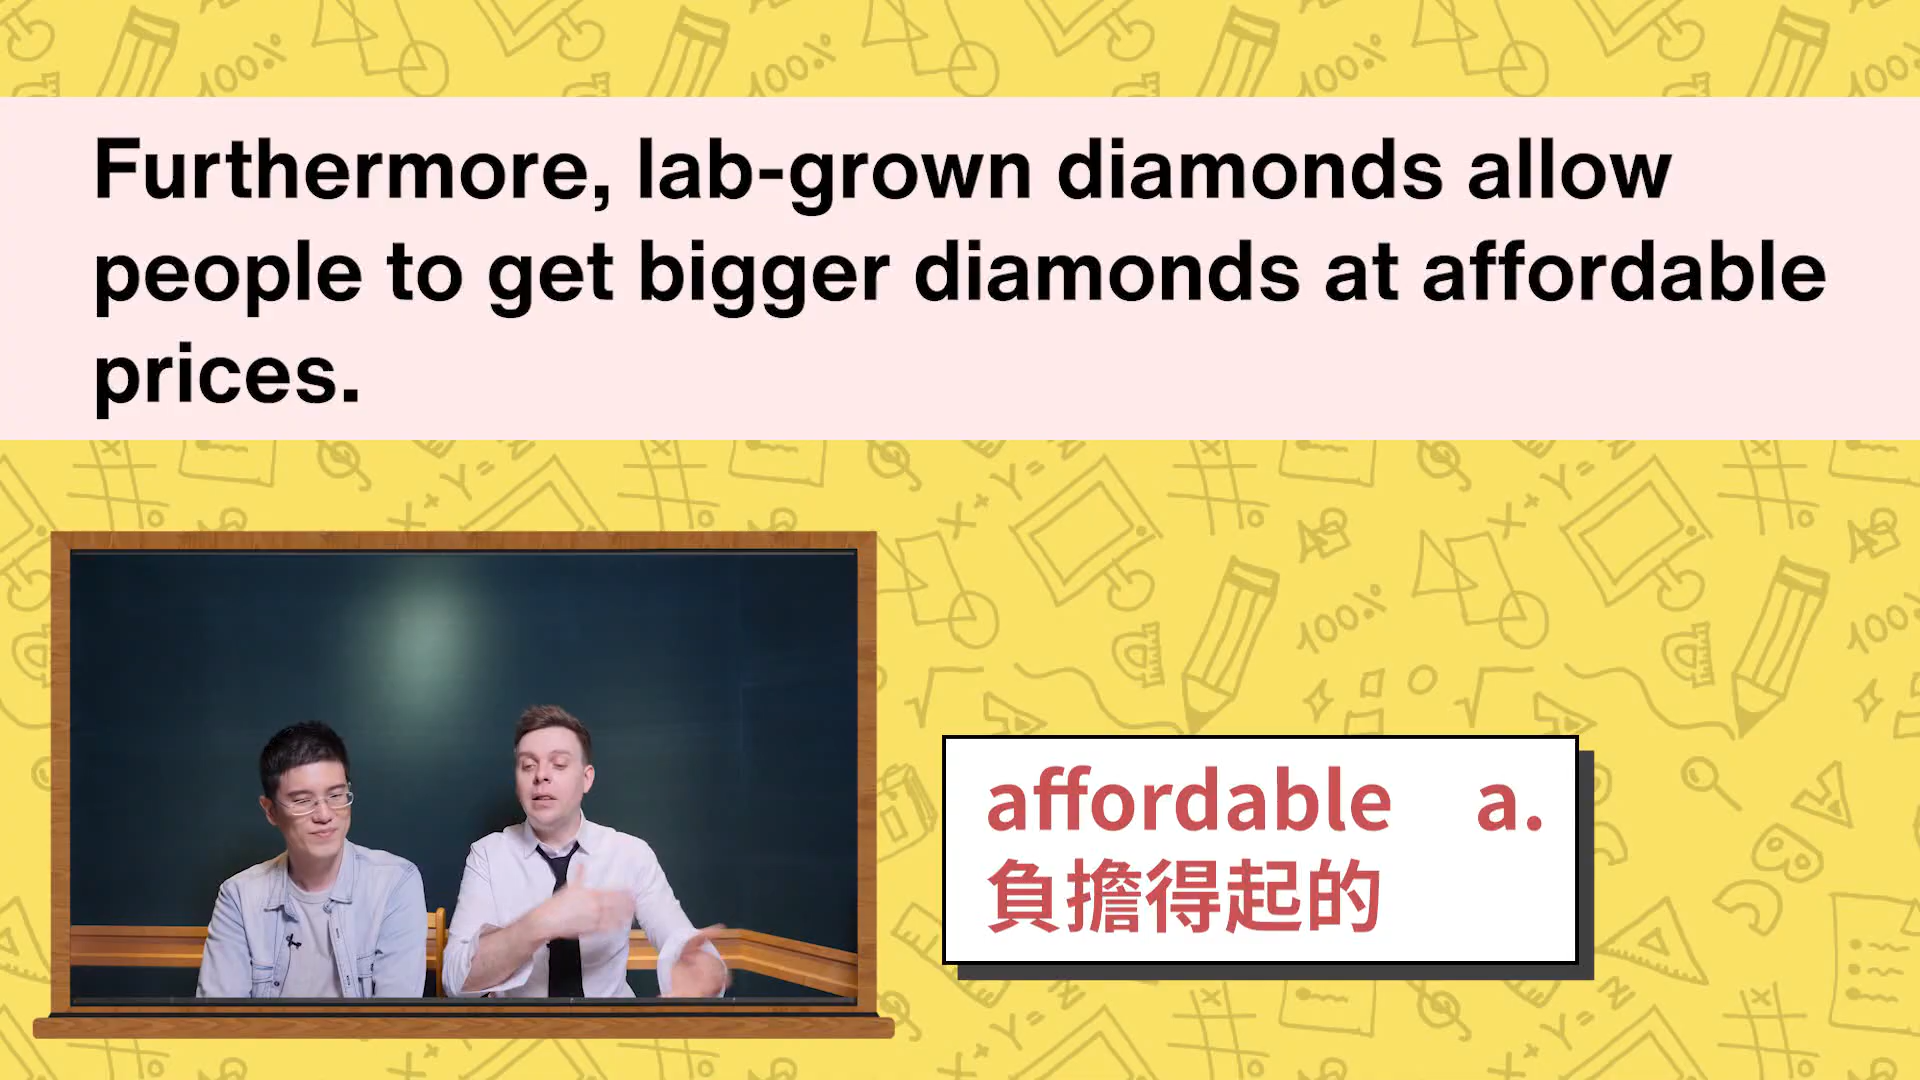 Furthermore, lab-grown diamonds allow
people to get bigger diamonds at affordable
prices.
affordable a.
負擔得起的